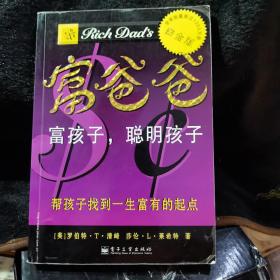 Rich Dad's
富爸爸
富孩子，聪明孩子
帮孩子找到一生富有的起点
[美]罗伯特·T·清崎 莎伦·L·莱希特 著
电子工业出版社